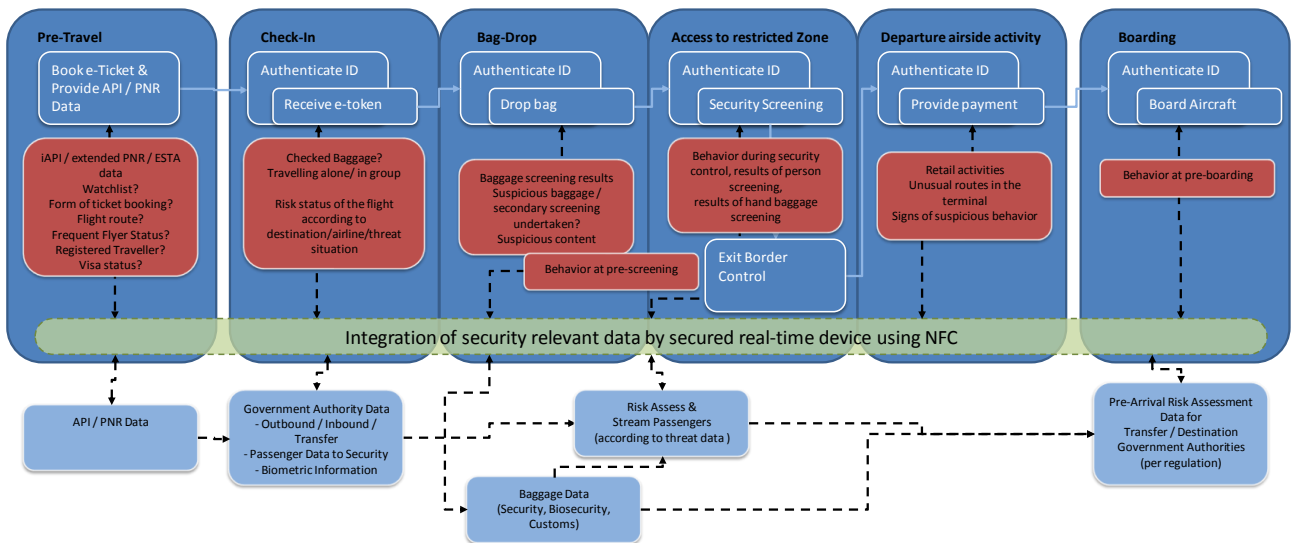 Pre-Travel
Book e-Ticket &
Provide API / PNR
Data
iAPI / extended PNR / ESTA
data
Watchlist?
Form of ticket booking?
Flight route?
Frequent Flyer Status?
Registered Traveller?
Visa status?
Check-In
Authenticate ID
Receive e-token
Checked Baggage?
Travelling alone/ in group
Risk status of the flight
according to
destination/airline/threat
situation
Bag-Drop
Authenticate ID
Drop bag
Baggage screening results
Suspicious baggage /
secondary screening
undertaken?
Suspicious content
Behavior at pre-screening
Access to restricted Zone
Authenticate ID
Security Screening
Behavior during security
control, results of person
screening,
results of hand baggage
screening
Exit Border
Control
Departure airside activity
Authenticate ID
Provide payment
Retail activities
Unusual routes in the
terminal
Signs of suspicious behavior
Boarding
Authenticate ID
Board Aircraft
Behavior at pre-boarding
Integration of security relevant data by secured real-time device using NFC
API / PNR Data
Government Authority Data
- Outbound / Inbound /
Transfer
- Passenger Data to Security
- Biometric Information
Risk Assess &
Stream Passengers
(according to threat data )
Baggage Data
(Security, Biosecurity,
Customs)
Pre-Arrival Risk Assessment
Data for
Transfer / Destination
Government Authorities
(per regulation)